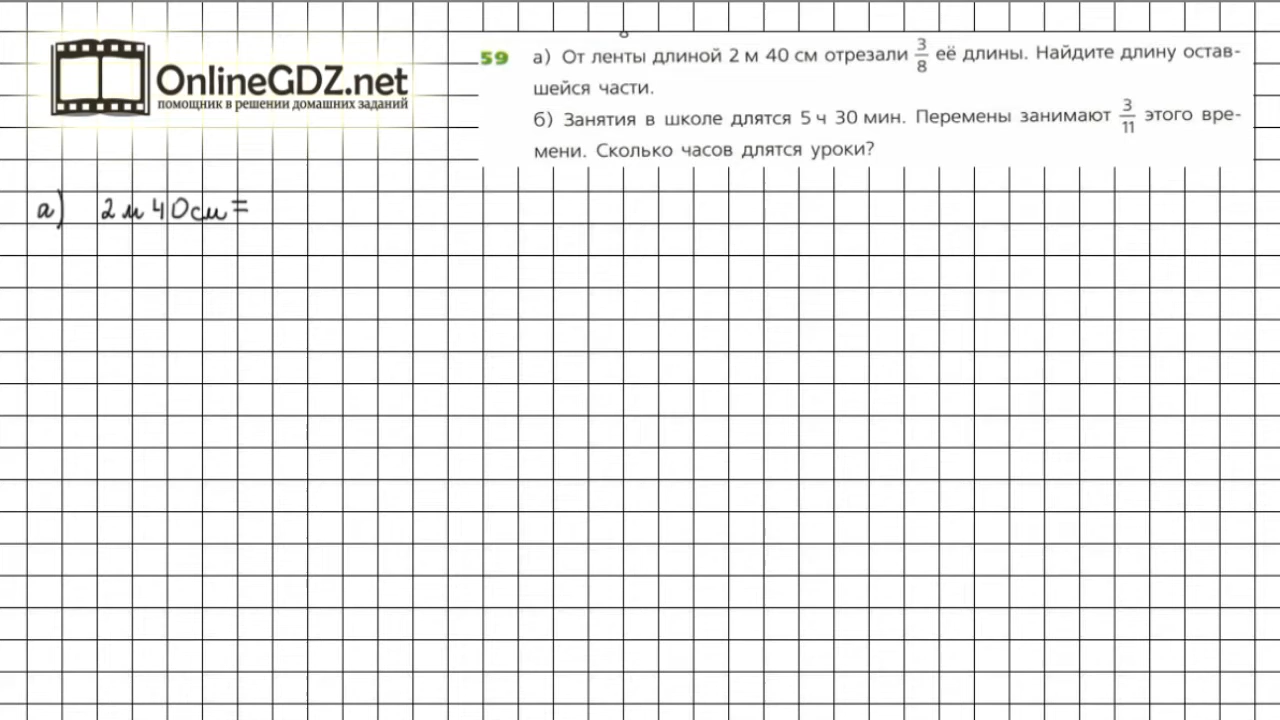 OnlineGDZ.net
помощник в решении домашних заданий
59 а) От ленты длиной 2 м 40 см отрезали 3/8 её длины. Найдите длину остав-
шейся части.
б) Занятия в школе длятся 5 ч 30 мин. Перемены занимают 3/11 этого вре-
мени. Сколько часов длятся уроки?
а) 2 м 40 см =